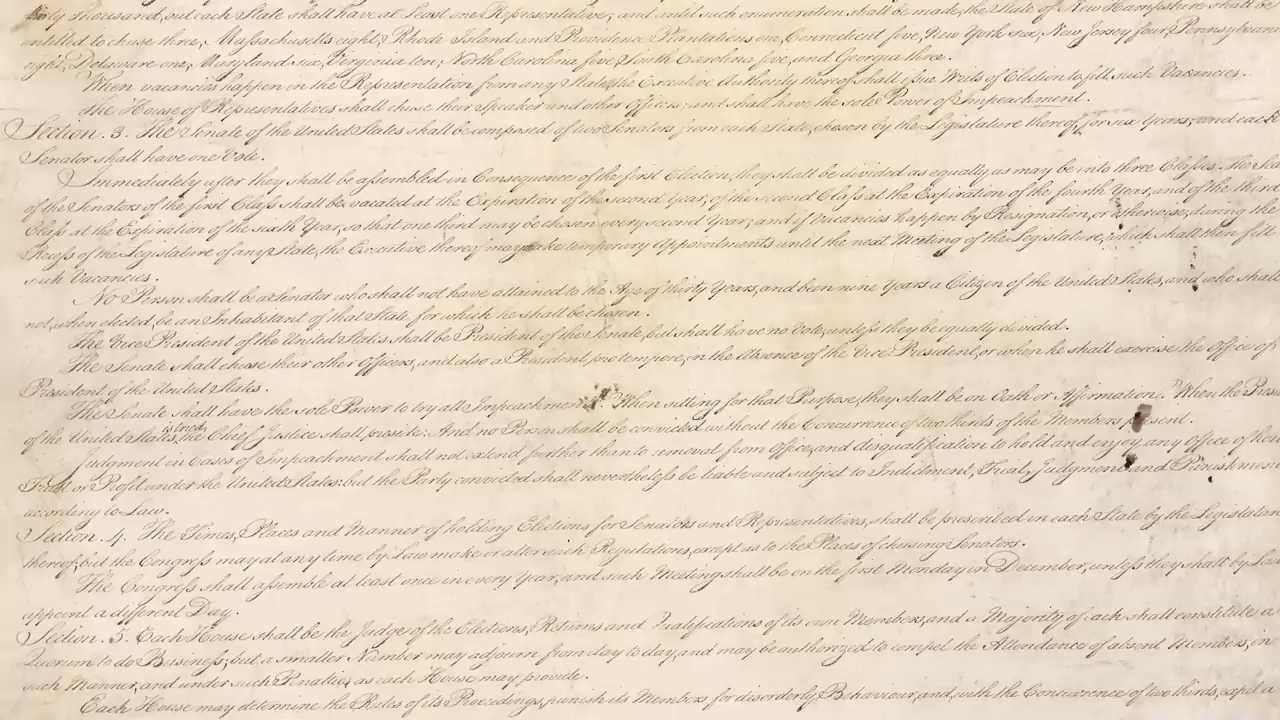 thirty Thousand, but each State shall have at Least one Representative; and until such enumeration shall be made, the State of New Hampshire shall be
entitled to chuse three, Massachusetts eight, Rhode Island and Providence Plantations one, Connecticut five, New York six, New Jersey four, Pennsylvania
eight, Delaware one, Maryland six, Virginia ten, North Carolina five, South Carolina five, and Georgia three.
When vacancies happen in the Representation from any State, the Executive Authority thereof shall issue Writs of Election to fill such Vacancies.
the House of Representatives shall chuse their Speaker and other Officers; and shall have the sole Power of Impeachment.
Section. 3. The Senate of the United States shall be composed of two Senators from each State, chosen by the Legislature thereof, for six Years; and each
Senator shall have one Vote.
Immediately after they shall be assembled in Consequence of the first Election, they shall be divided as equally as may be into three Classes. The Sea
of the Senators of the first Class shall be vacated at the Expiration of the second Year, of the second Class at the Expiration of the fourth Year, and of the third
Class at the Expiration of the sixth Year, so that one third may be chosen every second Year; and if Vacancies happen by Resignation, or otherwise, during the
Recess of the Legislature of any State, the Executive thereof may make temporary Appointments until the next Meeting of the Legislature, which shall then fill
such Vacancies.
No Person shall be a Senator who shall not have attained to the Age of thirty Years, and been nine Years a Citizen of the United States, and who shall
not, when elected, be an Inhabitant of that State for which he shall be chosen.
The Vice President of the United States shall be President of the Senate, but shall have no Vote, unless they be equally divided.
The Senate shall chuse their other Officers, and also a President pro tempore, in the Absence of the Vice President, or when he shall exercise the Office of
President of the United States.
The Senate shall have the sole Power to try all Impeachments. When sitting for that Purpose, they shall be on Oath or Affirmation. When the Presi
is tried,
of the United States, the Chief Justice shall preside: And no Person shall be convicted without the Concurrence of two thirds of the Members present.
Judgment in Cases of Impeachment shall not extend further than to removal from Office, and disqualification to hold and enjoy any Office of hon
Trust or Profit under the United States: but the Party convicted shall nevertheless be liable and subject to Indictment, Trial, Judgment and Punishment
according to Law.
Section. 4. The Times, Places and Manner of holding Elections for Senators and Representatives, shall be prescribed in each State by the Legislature
thereof; but the Congress may at any time by Law make or alter such Regulations, except as to the Places of chusing Senators.
The Congress shall assemble at least once in every Year, and such Meeting shall be on the first Monday in December, unless they shall by Law
appoint a different Day.
Section. 5. Each House shall be the Judge of the Elections, Returns and Qualifications of its own Members, and a Majority of each shall constitute a
Quorum to do Business; but a smaller Number may adjourn from day to day, and may be authorized to compel the Attendance of absent Members, in
such Manner, and under such Penalties as each House may provide.
Each House may determine the Rules of its Proceedings, punish its Members for disorderly Behaviour, and, with the Concurrence of two thirds, expel a